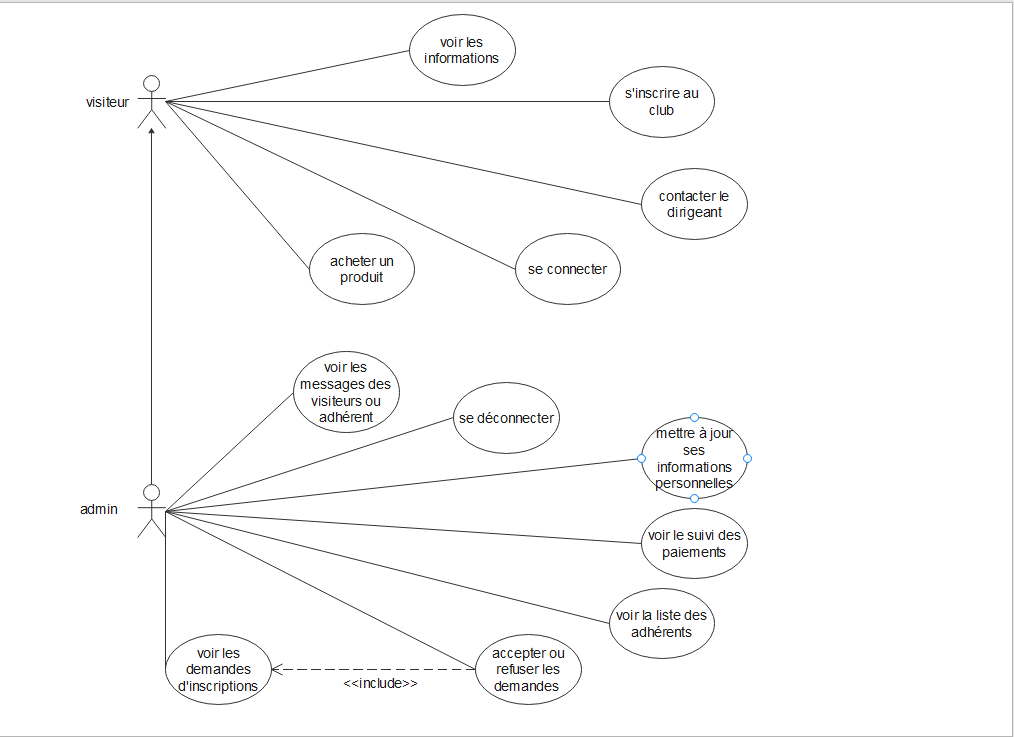 voir les
informations
visiteur
s'inscrire au
club
contacter le
dirigeant
acheter un
produit
se connecter
voir les
messages des
visiteurs ou
adhérent
se déconnecter
mettre à jour
ses
informations
personnelles
admin
voir le suivi des
paiements
voir la liste des
adhérents
voir les
demandes
d'inscriptions
<<include>>
accepter ou
refuser les
demandes